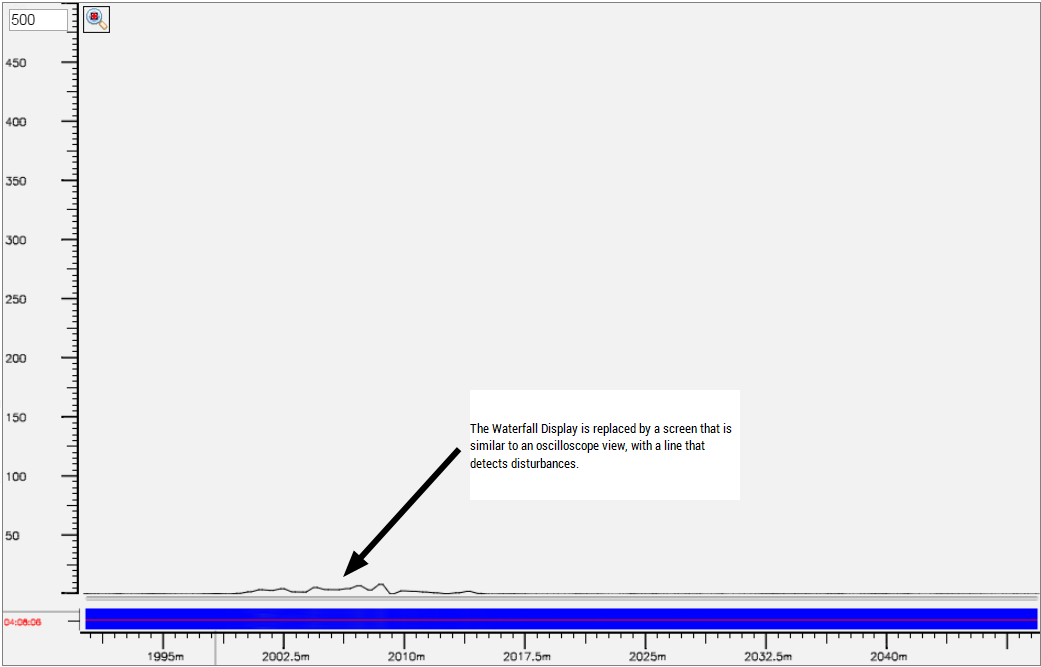 500
450
400
350
300
250
200
150
100
50
The Waterfall Display is replaced by a screen that is
similar to an oscilloscope view, with a line that
detects disturbances.
04:08:06
1995m 2002.5m 2010m 2017.5m 2025m 2032.5m 2040m